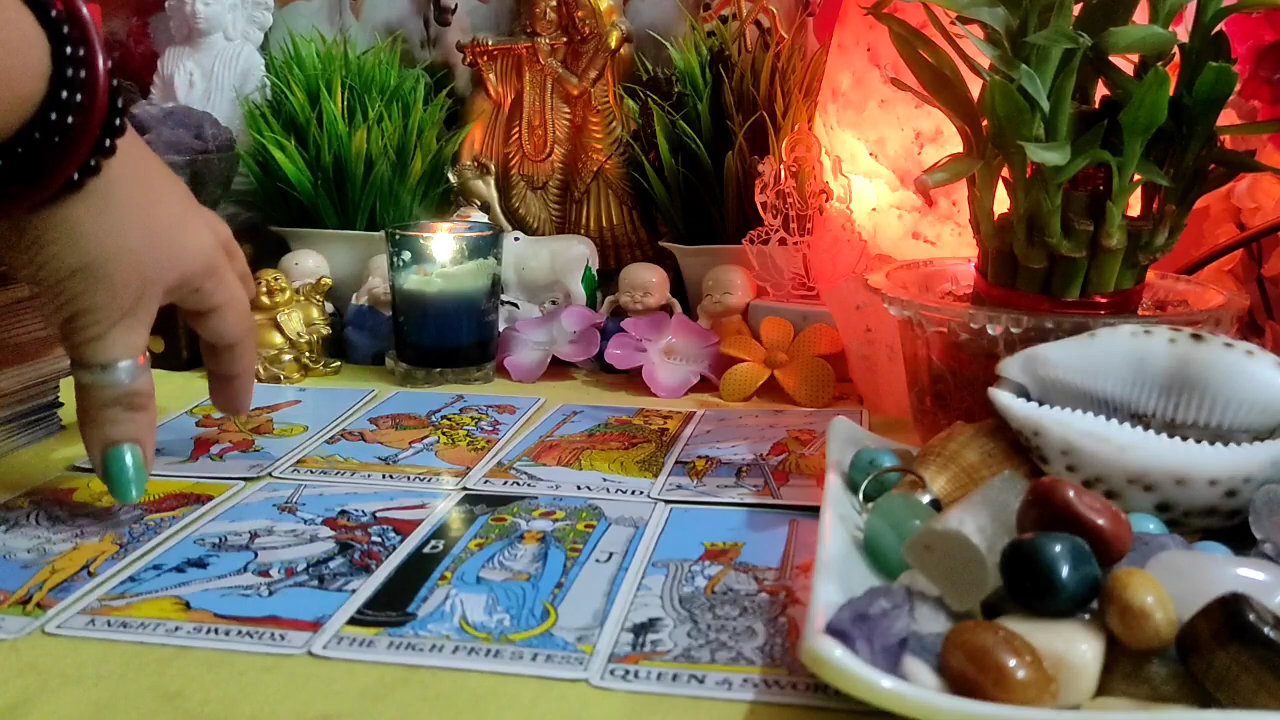 KNIGHT of WANDS.
KING of WANDS
KNIGHT of SWORDS.
B J
THE HIGH PRIESTESS
QUEEN of SWORDS